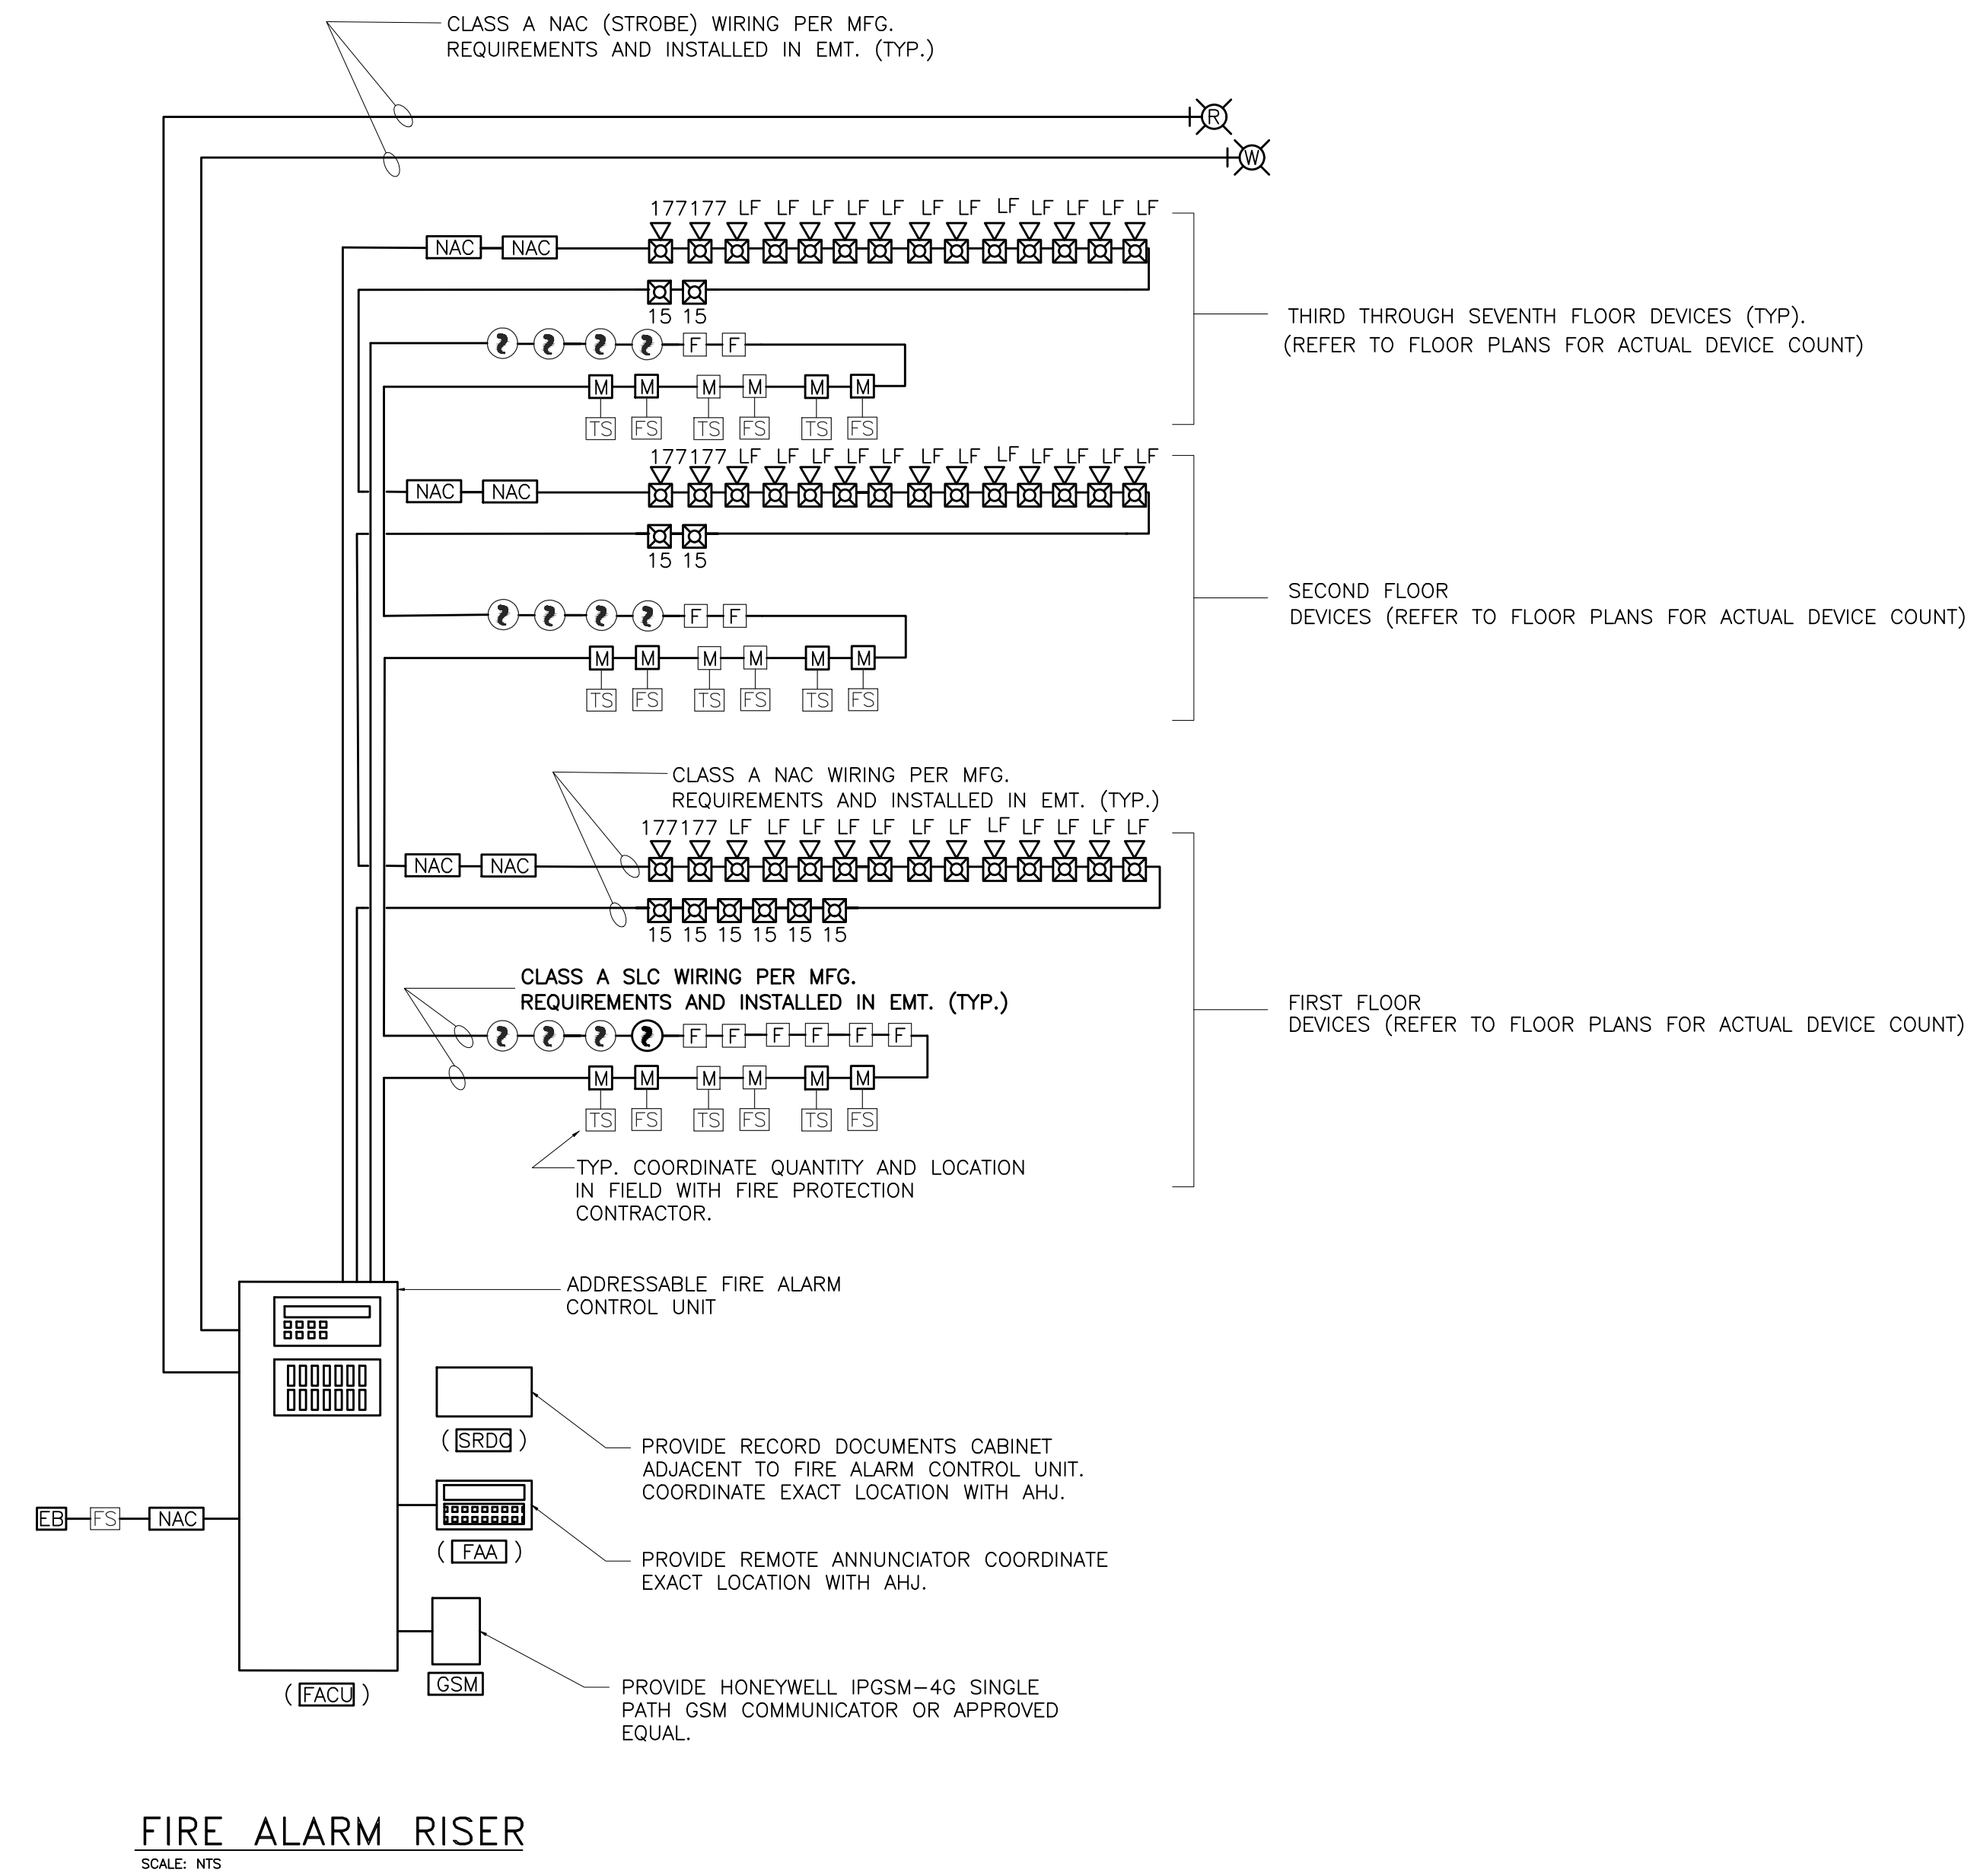 CLASS A NAC (STROBE) WIRING PER MFG.
REQUIREMENTS AND INSTALLED IN EMT. (TYP.)
R
W
177 177 LF LF LF LF LF LF LF LF LF LF LF LF
NAC NAC
15 15
F F
M M M M M M
TS FS TS FS TS FS
THIRD THROUGH SEVENTH FLOOR DEVICES (TYP).
(REFER TO FLOOR PLANS FOR ACTUAL DEVICE COUNT)
177 177 LF LF LF LF LF LF LF LF LF LF LF LF
NAC NAC
15 15
F F
M M M M M M
TS FS TS FS TS FS
SECOND FLOOR
DEVICES (REFER TO FLOOR PLANS FOR ACTUAL DEVICE COUNT)
CLASS A NAC WIRING PER MFG.
REQUIREMENTS AND INSTALLED IN EMT. (TYP.)
177 177 LF LF LF LF LF LF LF LF LF LF LF LF
NAC NAC
15 15 15 15 15 15
CLASS A SLC WIRING PER MFG.
REQUIREMENTS AND INSTALLED IN EMT. (TYP.)
F F F F F F
M M M M M M
TS FS TS FS TS FS
FIRST FLOOR
DEVICES (REFER TO FLOOR PLANS FOR ACTUAL DEVICE COUNT)
TYP. COORDINATE QUANTITY AND LOCATION
IN FIELD WITH FIRE PROTECTION
CONTRACTOR.
ADDRESSABLE FIRE ALARM
CONTROL UNIT
(SRDC)
PROVIDE RECORD DOCUMENTS CABINET
ADJACENT TO FIRE ALARM CONTROL UNIT.
COORDINATE EXACT LOCATION WITH AHJ.
EB FS NAC
(FAA)
PROVIDE REMOTE ANNUNCIATOR COORDINATE
EXACT LOCATION WITH AHJ.
GSM
(FACU)
PROVIDE HONEYWELL IPGSM-4G SINGLE
PATH GSM COMMUNICATOR OR APPROVED
EQUAL.
FIRE ALARM RISER
SCALE: NTS